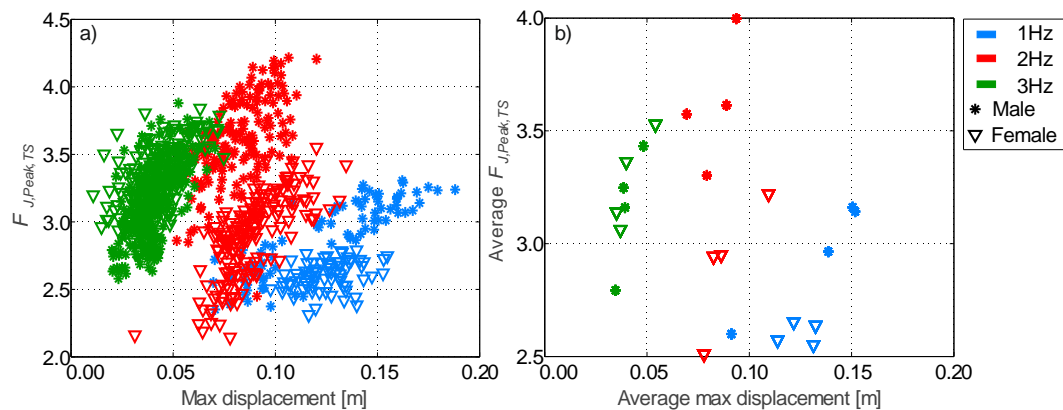 a)
4.5
4.0
3.5
3.0
2.5
2.0
F J,Peak,TS
0.00 0.05 0.10 0.15 0.20
Max displacement [m]
b)
4.0
3.5
3.0
2.5
Average F J,Peak,TS
0.00 0.05 0.10 0.15 0.20
Average max displacement [m]
1Hz
2Hz
3Hz
Male
Female